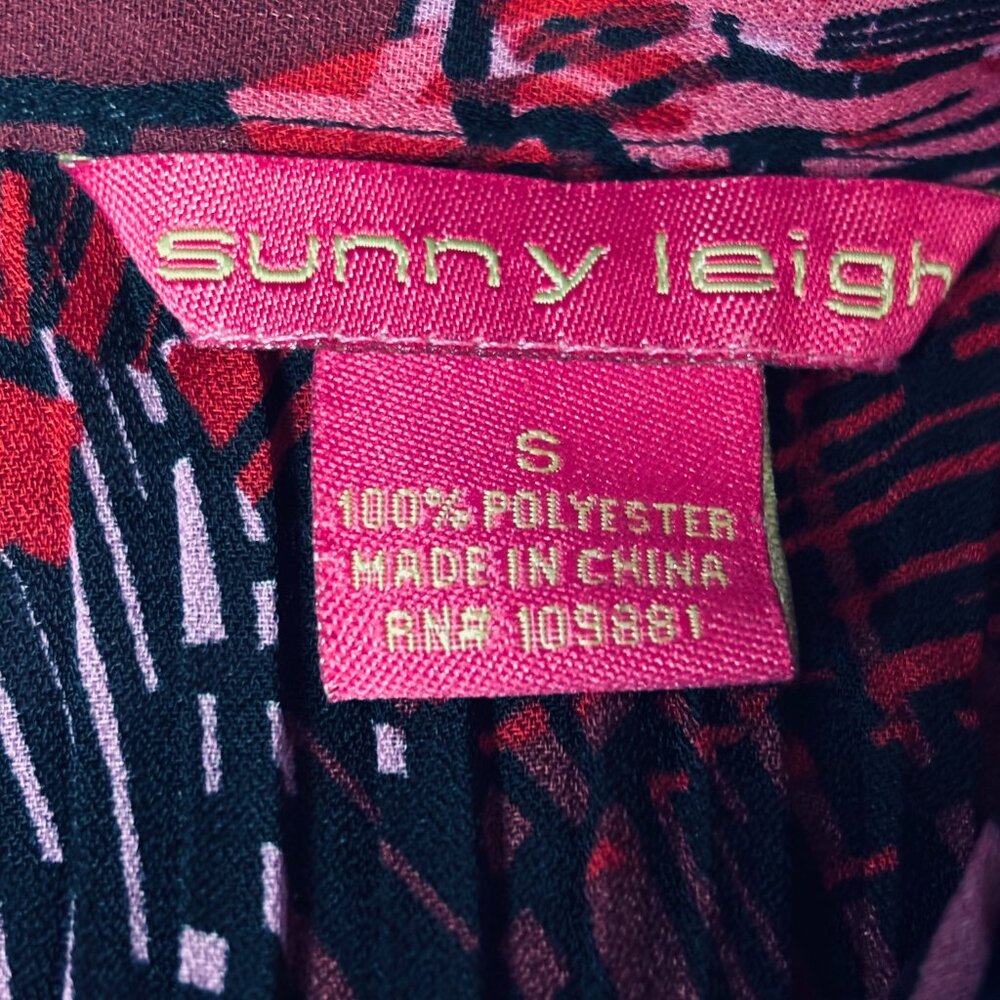 sunny leigh
S
100% POLYESTER
MADE IN CHINA
RN# 109881